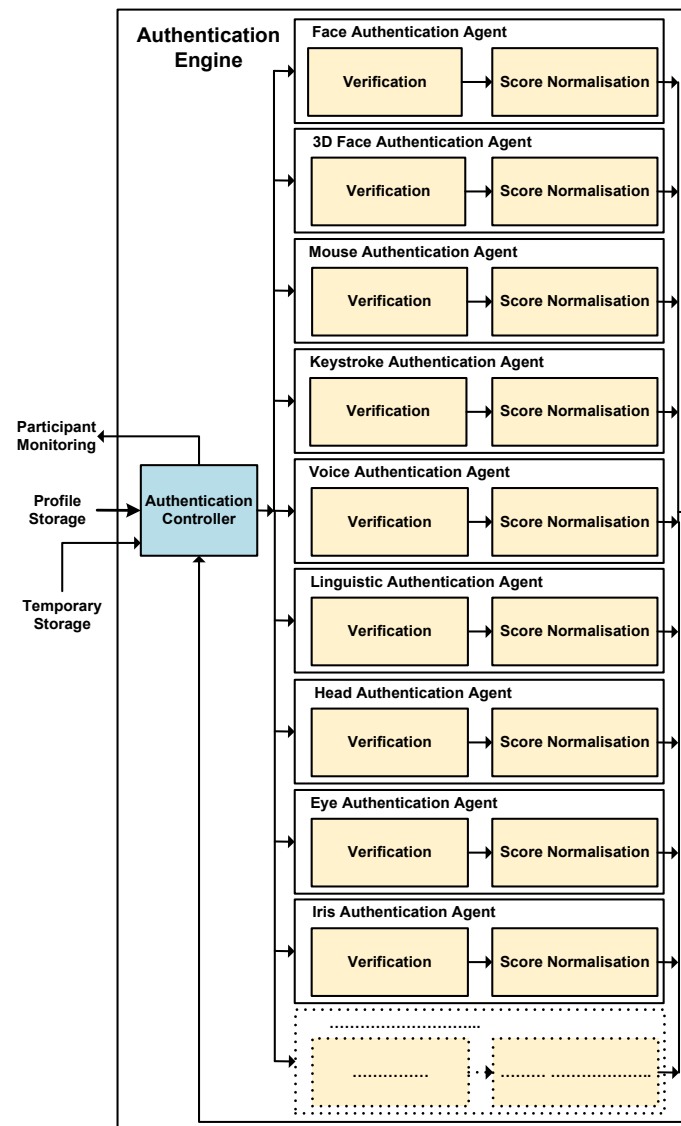 Authentication
Engine
Face Authentication Agent
Verification
Score Normalisation
3D Face Authentication Agent
Verification
Score Normalisation
Mouse Authentication Agent
Verification
Score Normalisation
Keystroke Authentication Agent
Verification
Score Normalisation
Participant
Monitoring
Profile
Storage
Temporary
Storage
Authentication
Controller
Voice Authentication Agent
Verification
Score Normalisation
Linguistic Authentication Agent
Verification
Score Normalisation
Head Authentication Agent
Verification
Score Normalisation
Eye Authentication Agent
Verification
Score Normalisation
Iris Authentication Agent
Verification
Score Normalisation
.............................
...............
......... ....................